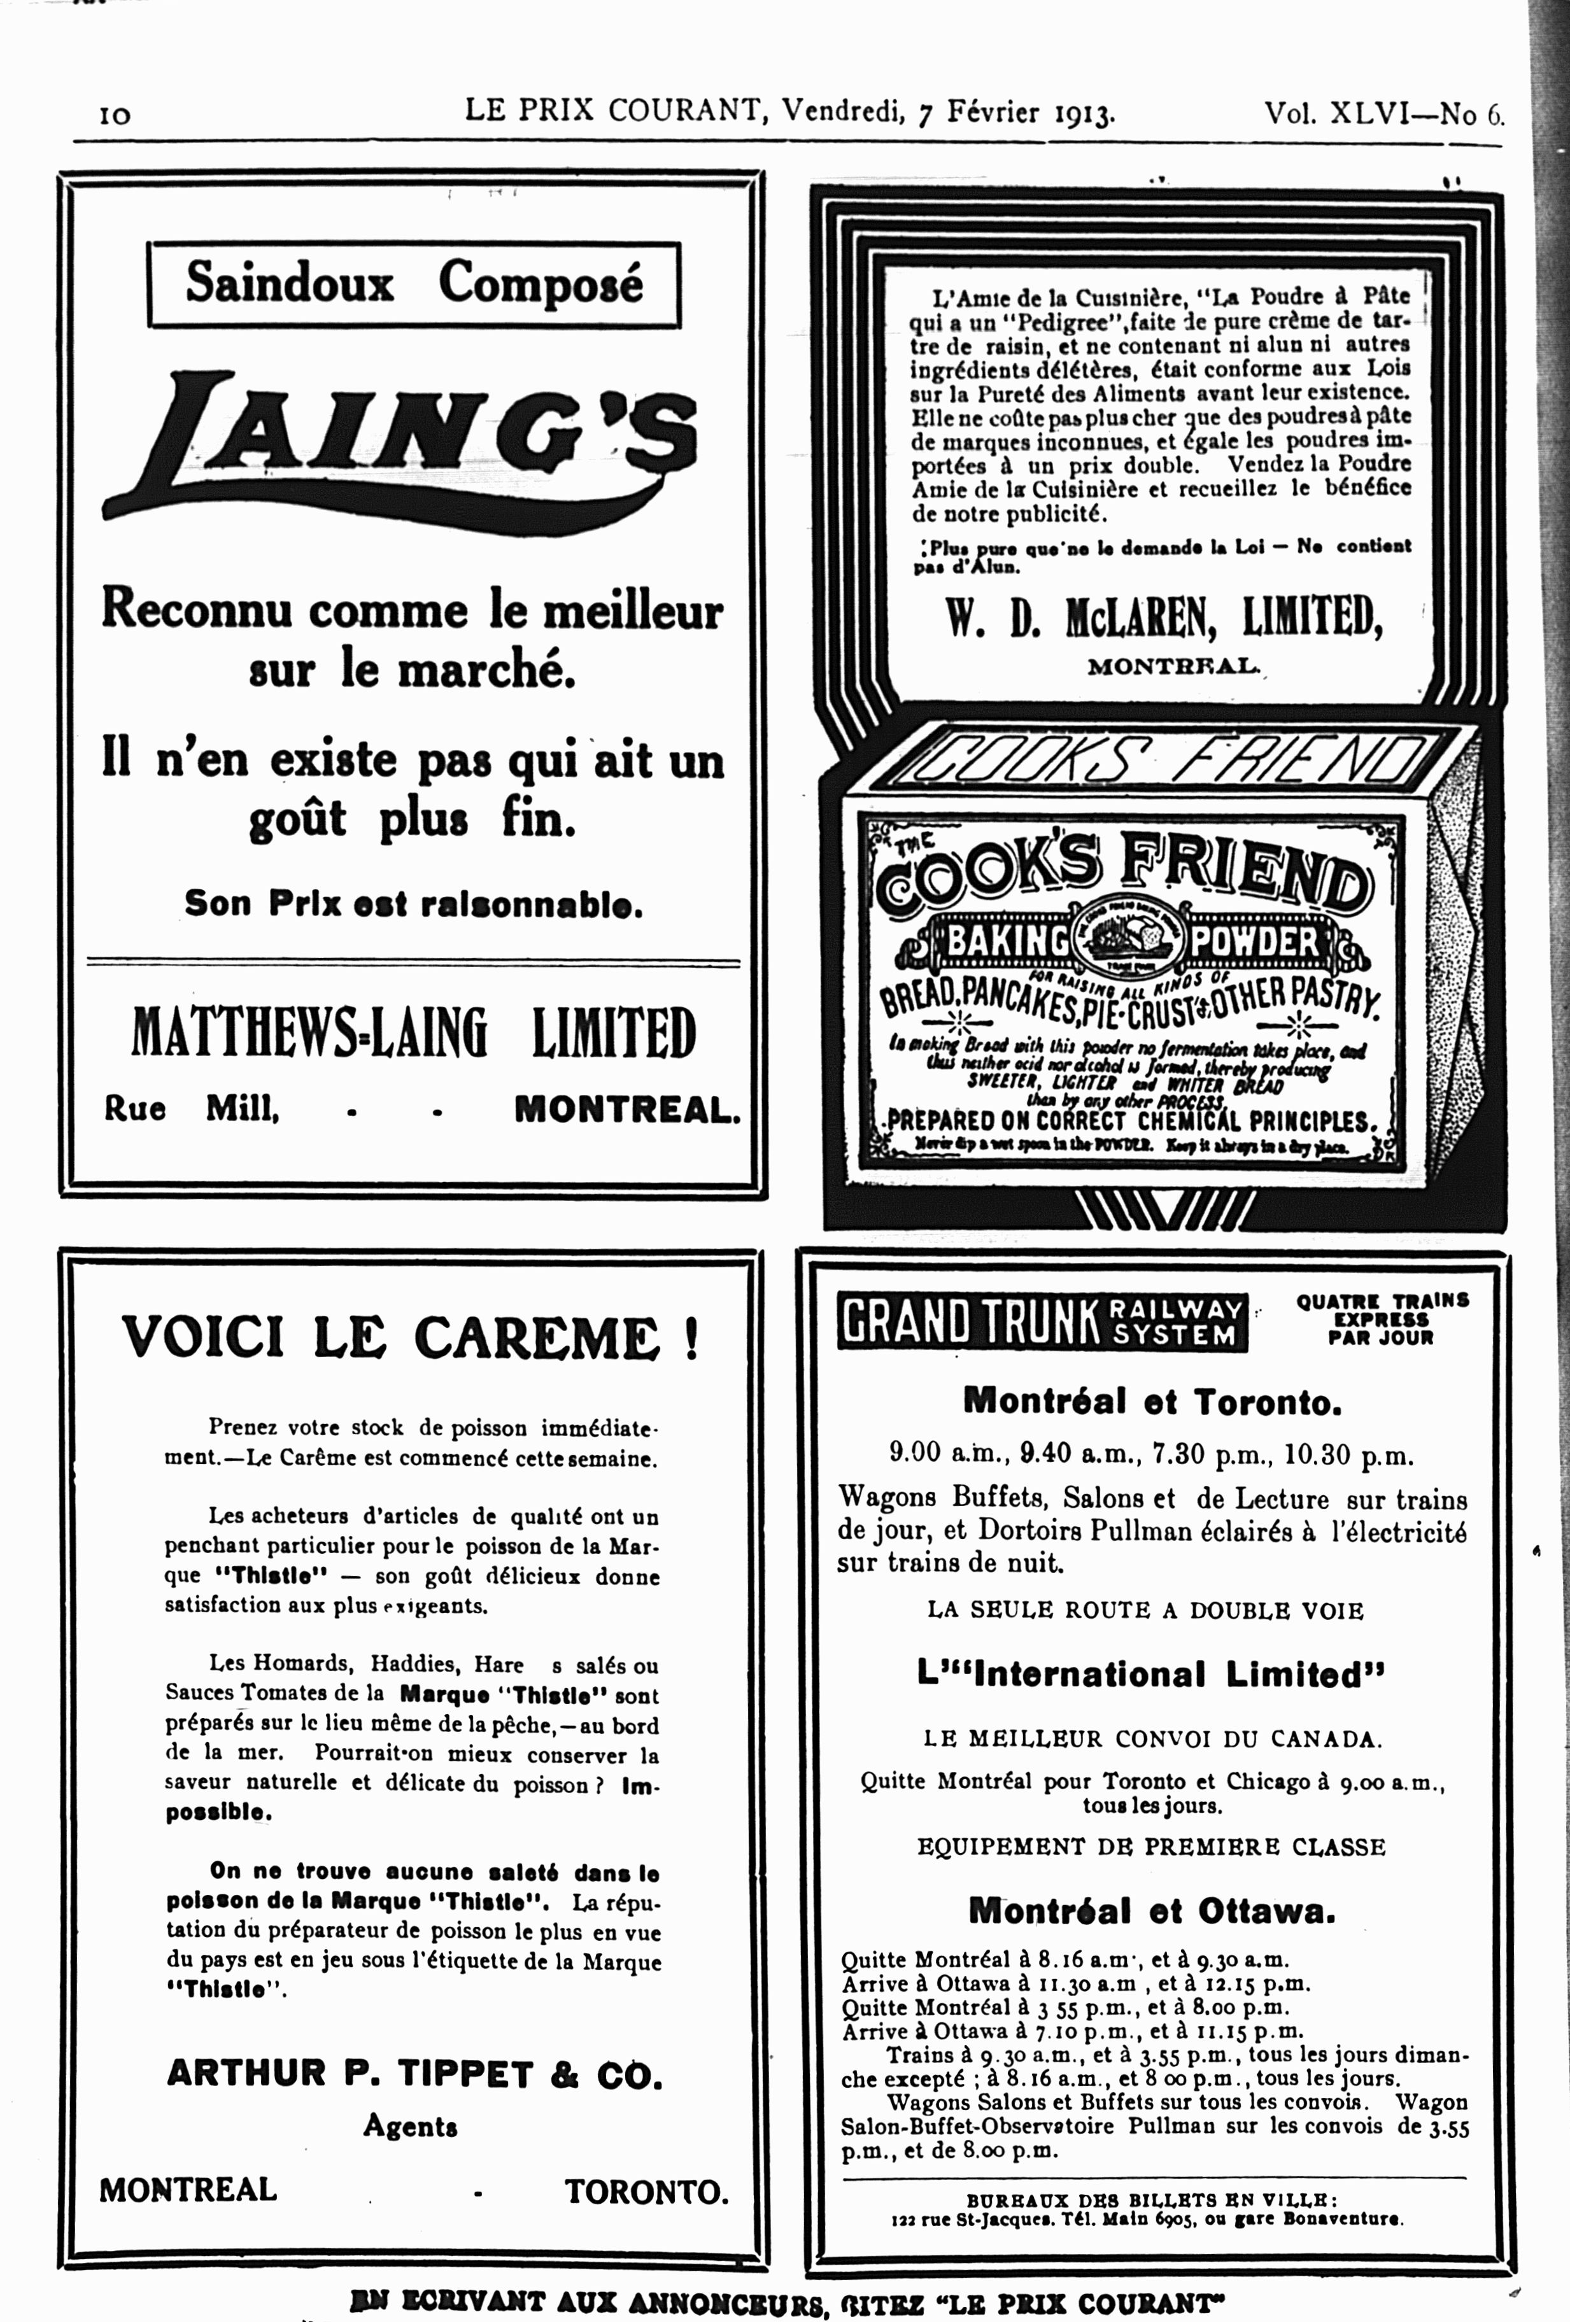 10 LE PRIX COURANT, Vendredi, 7 Février 1913. Vol. XLVI—No 6.
Saindoux Composé
LAING'S
Reconnu comme le meilleur
sur le marché.
Il n'en existe pas qui ait un
goût plus fin.
Son Prix est raisonnable.
MATTHEWS-LAING LIMITED
Rue Mill, - - MONTREAL.
L'Amie de la Cuisinière, "La Poudre à Pâte
qui a un "Pedigree", faite de pure crème de tar-
tre de raisin, et ne contenant ni alun ni autres
ingrédients délétères, était conforme aux Lois
sur la Pureté des Aliments avant leur existence.
Elle ne coûte pas plus cher que des poudres à pâte
de marques inconnues, et égale les poudres im-
portées à un prix double. Vendez la Poudre
Amie de la Cuisinière et recueillez le bénéfice
de notre publicité.
Plus pure que ne le demande la Loi — Ne contient
pas d'Alun.
W. D. McLAREN, LIMITED,
MONTREAL.
COOKS FRIEND
THE
COOK'S FRIEND
BAKING POWDER
FOR RAISING ALL KINDS OF
BREAD, PANCAKES, PIE-CRUST & OTHER PASTRY.
In making Bread with this powder no fermentation takes place, and
thus neither acid nor alcohol is formed, thereby producing
SWEETER, LIGHTER and WHITER BREAD
than by any other PROCESS.
PREPARED ON CORRECT CHEMICAL PRINCIPLES.
Never dip a wet spoon in the POWDER. Keep it always in a dry place.
VOICI LE CAREME !
Prenez votre stock de poisson immédiate-
ment.—Le Carême est commencé cette semaine.
Les acheteurs d'articles de qualité ont un
penchant particulier pour le poisson de la Mar-
que "Thistle" — son goût délicieux donne
satisfaction aux plus exigeants.
Les Homards, Haddies, Hare s salés ou
Sauces Tomates de la Marque "Thistle" sont
préparés sur le lieu même de la pêche,—au bord
de la mer. Pourrait-on mieux conserver la
saveur naturelle et délicate du poisson ? Im-
possible.
On ne trouve aucune saleté dans le
poisson de la Marque "Thistle". La répu-
tation du préparateur de poisson le plus en vue
du pays est en jeu sous l'étiquette de la Marque
"Thistle".
ARTHUR P. TIPPET & CO.
Agents
MONTREAL - TORONTO.
GRAND TRUNK RAILWAY SYSTEM
QUATRE TRAINS
EXPRESS
PAR JOUR
Montréal et Toronto.
9.00 a.m., 9.40 a.m., 7.30 p.m., 10.30 p.m.
Wagons Buffets, Salons et de Lecture sur trains
de jour, et Dortoirs Pullman éclairés à l'électricité
sur trains de nuit.
LA SEULE ROUTE A DOUBLE VOIE
L'"International Limited"
LE MEILLEUR CONVOI DU CANADA.
Quitte Montréal pour Toronto et Chicago à 9.00 a.m.,
tous les jours.
EQUIPEMENT DE PREMIERE CLASSE
Montréal et Ottawa.
Quitte Montréal à 8.16 a.m., et à 9.30 a.m.
Arrive à Ottawa à 11.30 a.m , et à 12.15 p.m.
Quitte Montréal à 3 55 p.m., et à 8.00 p.m.
Arrive à Ottawa à 7.10 p.m., et à 11.15 p.m.
Trains à 9.30 a.m., et à 3.55 p.m., tous les jours diman-
che excepté ; à 8.16 a.m., et 8 00 p.m., tous les jours.
Wagons Salons et Buffets sur tous les convois. Wagon
Salon-Buffet-Observatoire Pullman sur les convois de 3.55
p.m., et de 8.00 p.m.
BUREAUX DES BILLETS EN VILLE:
122 rue St-Jacques. Tél. Main 6905, ou gare Bonaventure.
EN ECRIVANT AUX ANNONCEURS, CITEZ "LE PRIX COURANT"